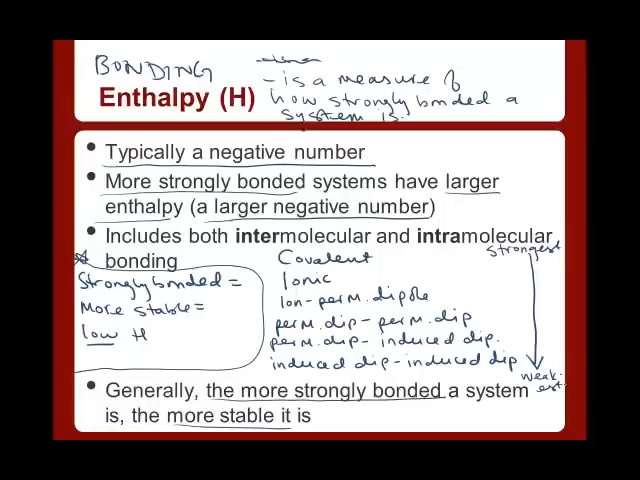 BONDING
- is a measure of
Enthalpy (H) how strongly bonded a
system is.
• Typically a negative number
• More strongly bonded systems have larger
enthalpy (a larger negative number)
• Includes both intermolecular and intramolecular
bonding
Strongly bonded =
More stable =
low H
Covalent
Ionic
Ion-perm. dipole
perm. dip - perm. dip
perm. dip - induced dip.
induced dip - induced dip
strongest
weak-
est
• Generally, the more strongly bonded a system
is, the more stable it is